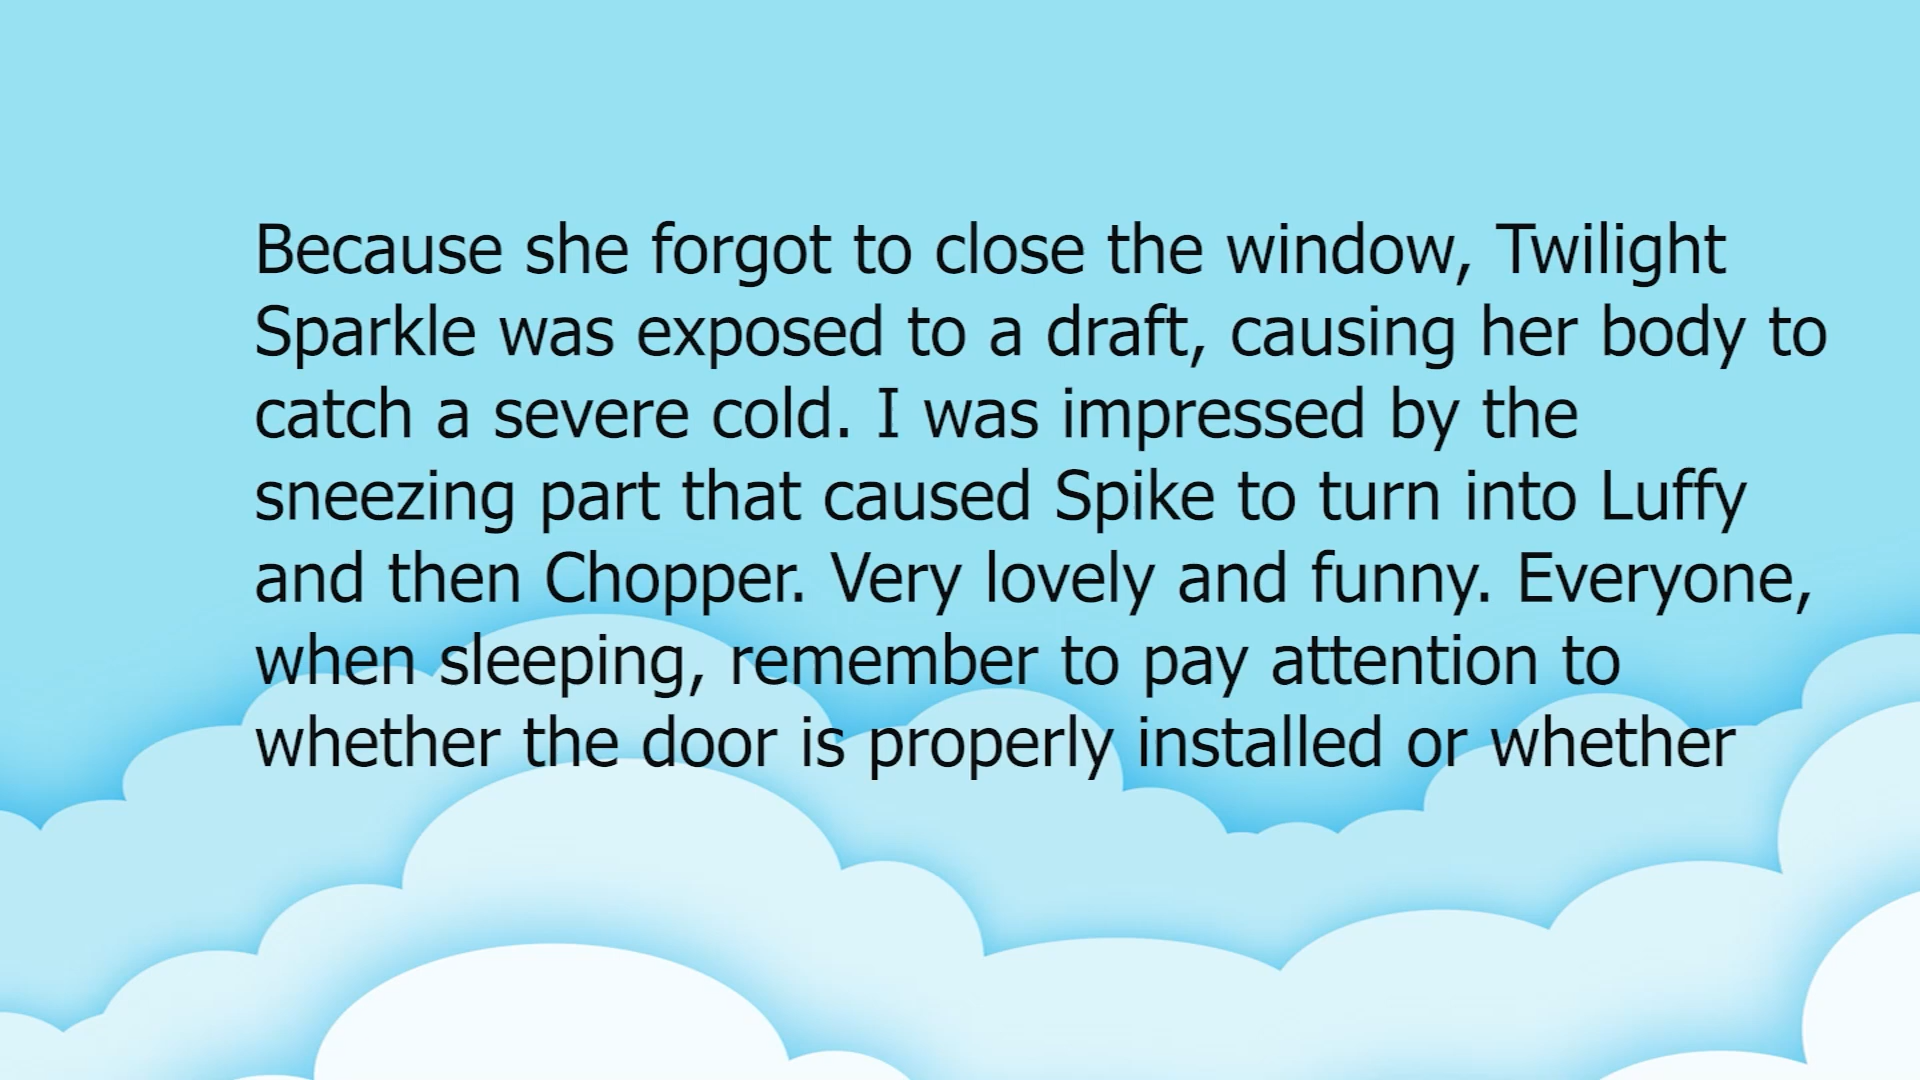 Because she forgot to close the window, Twilight
Sparkle was exposed to a draft, causing her body to
catch a severe cold. I was impressed by the
sneezing part that caused Spike to turn into Luffy
and then Chopper. Very lovely and funny. Everyone,
when sleeping, remember to pay attention to
whether the door is properly installed or whether